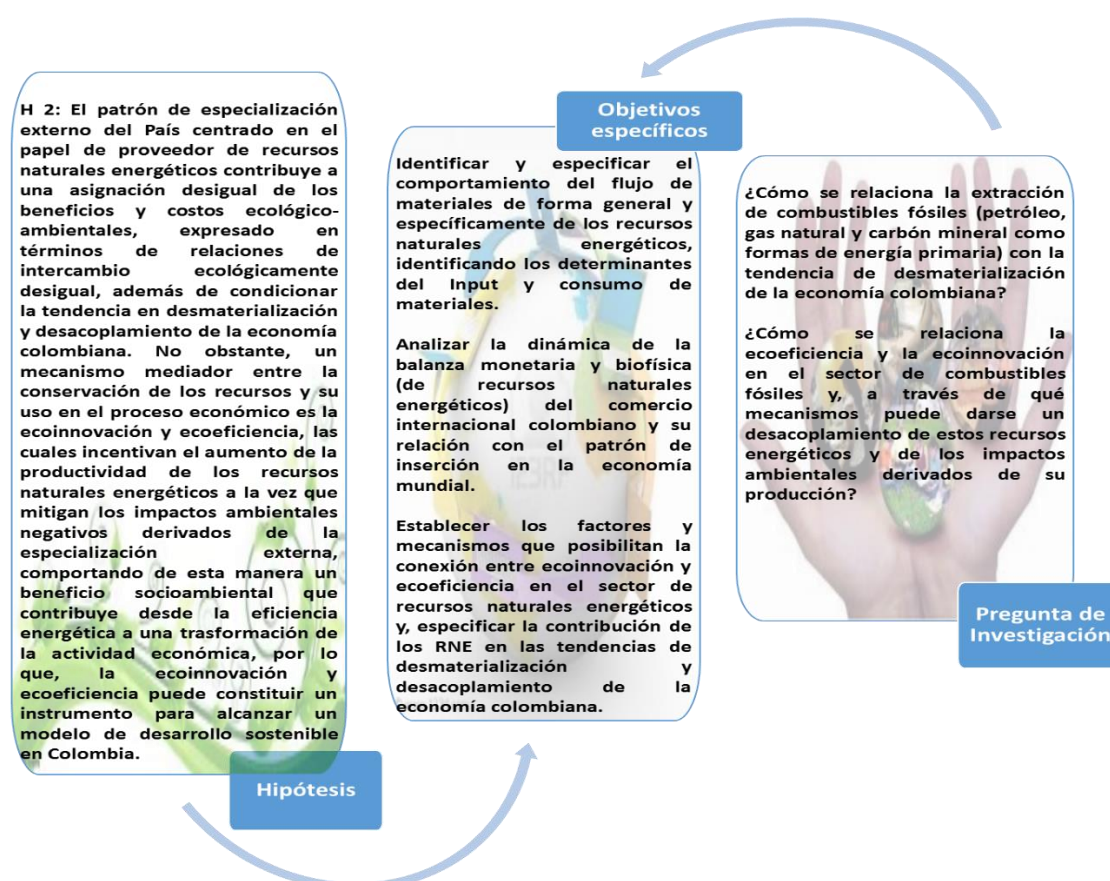 H 2: El patrón de especialización
externo del País centrado en el
papel de proveedor de recursos
naturales energéticos contribuye a
una asignación desigual de los
beneficios y costos ecológico-
ambientales, expresado en
términos de relaciones de
intercambio ecológicamente
desigual, además de condicionar
la tendencia en desmaterialización
y desacoplamiento de la economía
colombiana. No obstante, un
mecanismo mediador entre la
conservación de los recursos y su
uso en el proceso económico es la
ecoinnovación y ecoeficiencia, las
cuales incentivan el aumento de la
productividad de los recursos
naturales energéticos a la vez que
mitigan los impactos ambientales
negativos derivados de la
especialización externa,
comportando de esta manera un
beneficio socioambiental que
contribuye desde la eficiencia
energética a una trasformación de
la actividad económica, por lo
que, la ecoinnovación y
ecoeficiencia puede constituir un
instrumento para alcanzar un
modelo de desarrollo sostenible
en Colombia.
Hipótesis
Objetivos
específicos
Identificar y especificar el
comportamiento del flujo de
materiales de forma general y
específicamente de los recursos
naturales energéticos,
identificando los determinantes
del Input y consumo de
materiales.
Analizar la dinámica de la
balanza monetaria y biofísica
(de recursos naturales
energéticos) del comercio
internacional colombiano y su
relación con el patrón de
inserción en la economía
mundial.
Establecer los factores y
mecanismos que posibilitan la
conexión entre ecoinnovación y
ecoeficiencia en el sector de
recursos naturales energéticos
y, especificar la contribución de
los RNE en las tendencias de
desmaterialización y
desacoplamiento de la
economía colombiana.
¿Cómo se relaciona la extracción
de combustibles fósiles (petróleo,
gas natural y carbón mineral como
formas de energía primaria) con la
tendencia de desmaterialización
de la economía colombiana?
¿Cómo se relaciona la
ecoeficiencia y la ecoinnovación
en el sector de combustibles
fósiles y, a través de qué
mecanismos puede darse un
desacoplamiento de estos recursos
energéticos y de los impactos
ambientales derivados de su
producción?
Pregunta de
Investigación